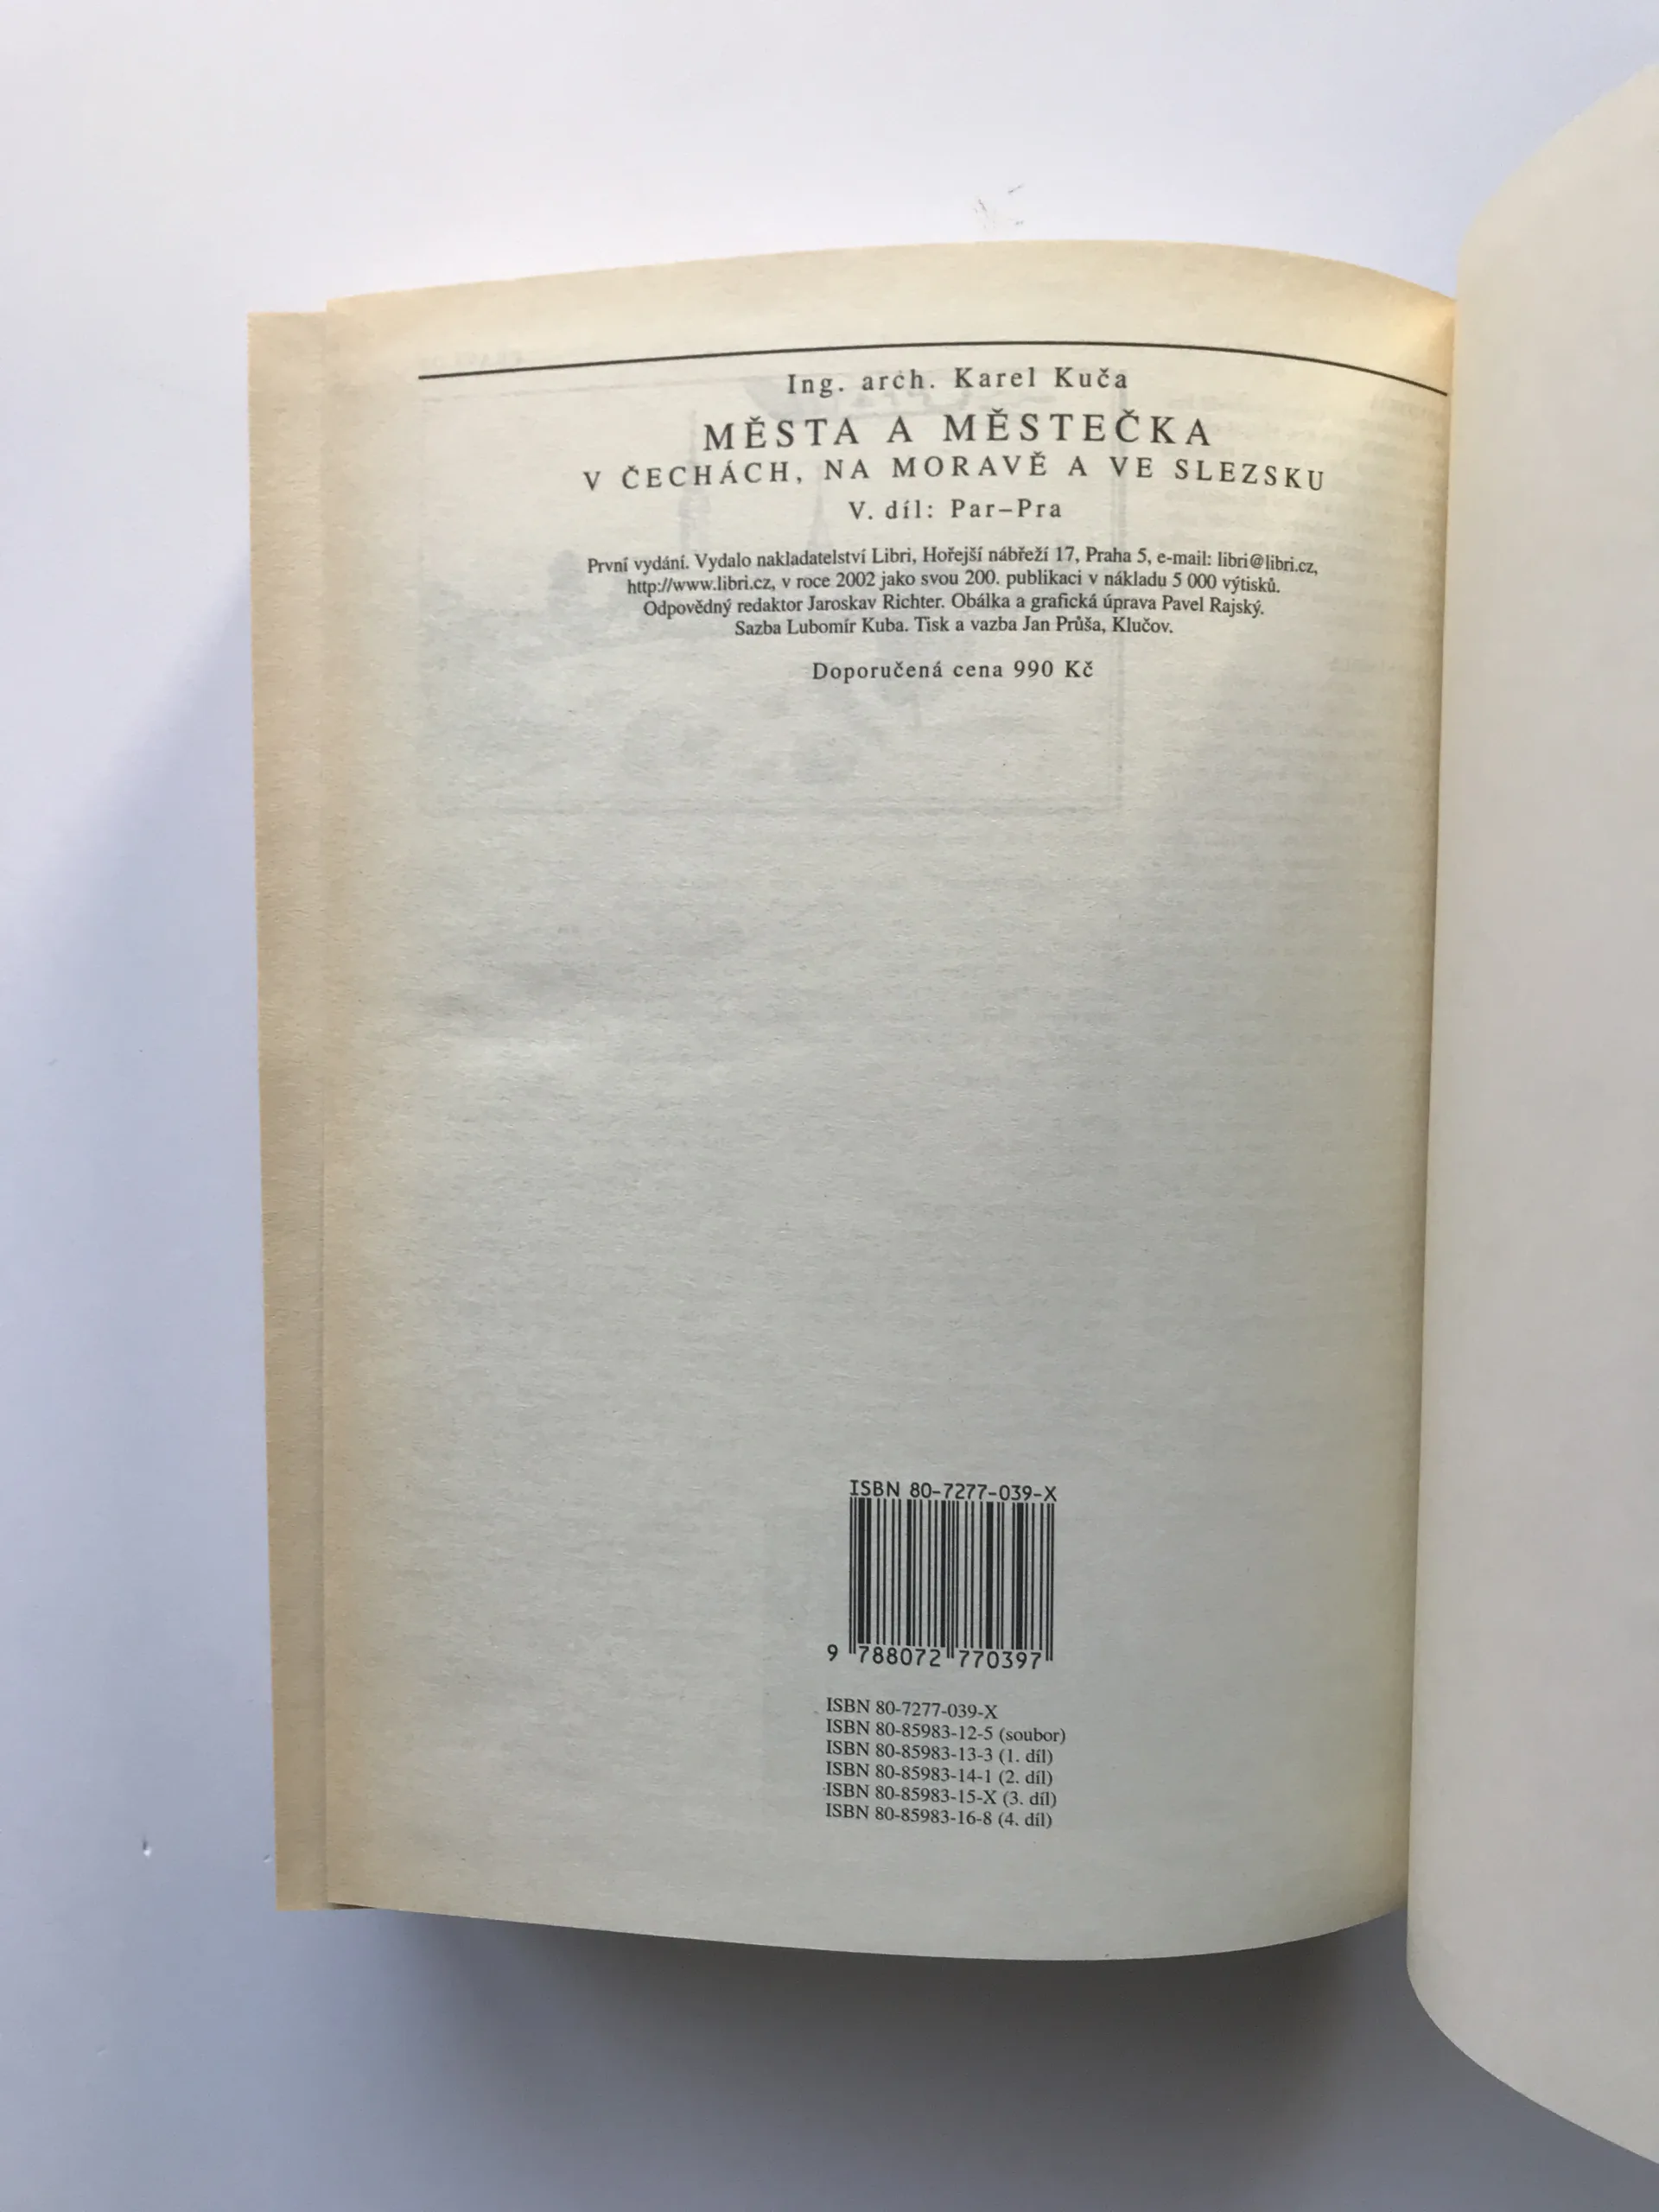 Ing. arch. Karel Kuča
MĚSTA A MĚSTEČKA
V ČECHÁCH, NA MORAVĚ A VE SLEZSKU
V. díl: Par–Pra
První vydání. Vydalo nakladatelství Libri, Hořejší nábřeží 17, Praha 5, e-mail: libri@libri.cz,
http://www.libri.cz, v roce 2002 jako svou 200. publikaci v nákladu 5 000 výtisků.
Odpovědný redaktor Jaroskav Richter. Obálka a grafická úprava Pavel Rajský.
Sazba Lubomír Kuba. Tisk a vazba Jan Průša, Klučov.
Doporučená cena 990 Kč
ISBN 80-7277-039-X
9 788072 770397
ISBN 80-7277-039-X
ISBN 80-85983-12-5 (soubor)
ISBN 80-85983-13-3 (1. díl)
ISBN 80-85983-14-1 (2. díl)
ISBN 80-85983-15-X (3. díl)
ISBN 80-85983-16-8 (4. díl)